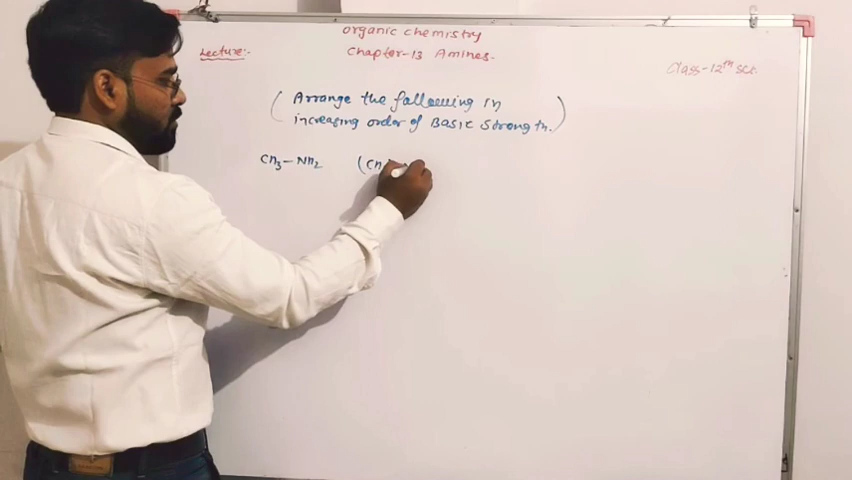 Organic chemistry
Lecture:-
Chapter-13 Amines.
Class-12th sci.
(Arrange the following in
increasing order of Basic Strength.)
CH3-NH2 (CH